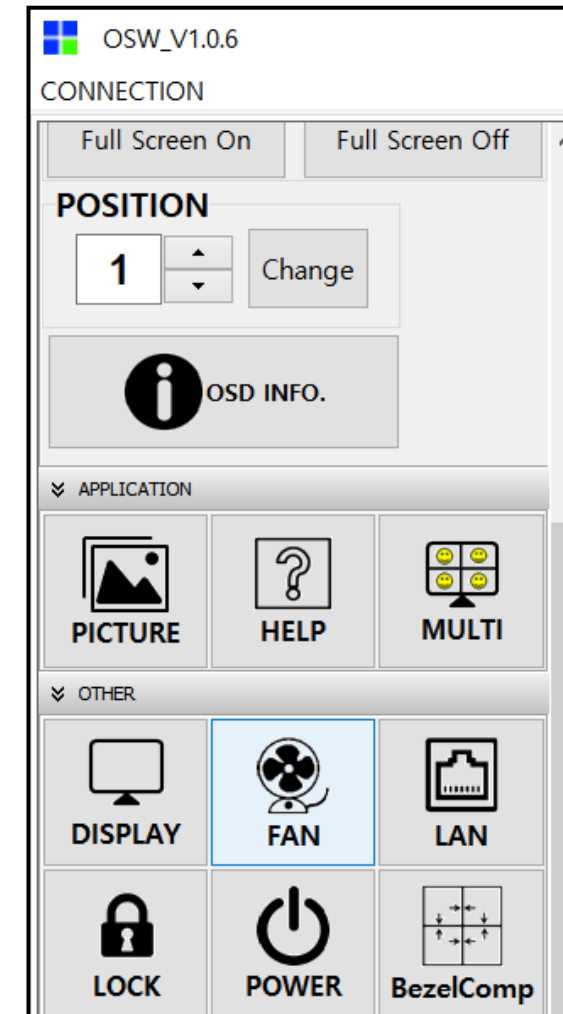 OSW_V1.0.6
CONNECTION
Full Screen On Full Screen Off
POSITION
1 Change
OSD INFO.
APPLICATION
PICTURE HELP MULTI
OTHER
DISPLAY FAN LAN
LOCK POWER BezelComp